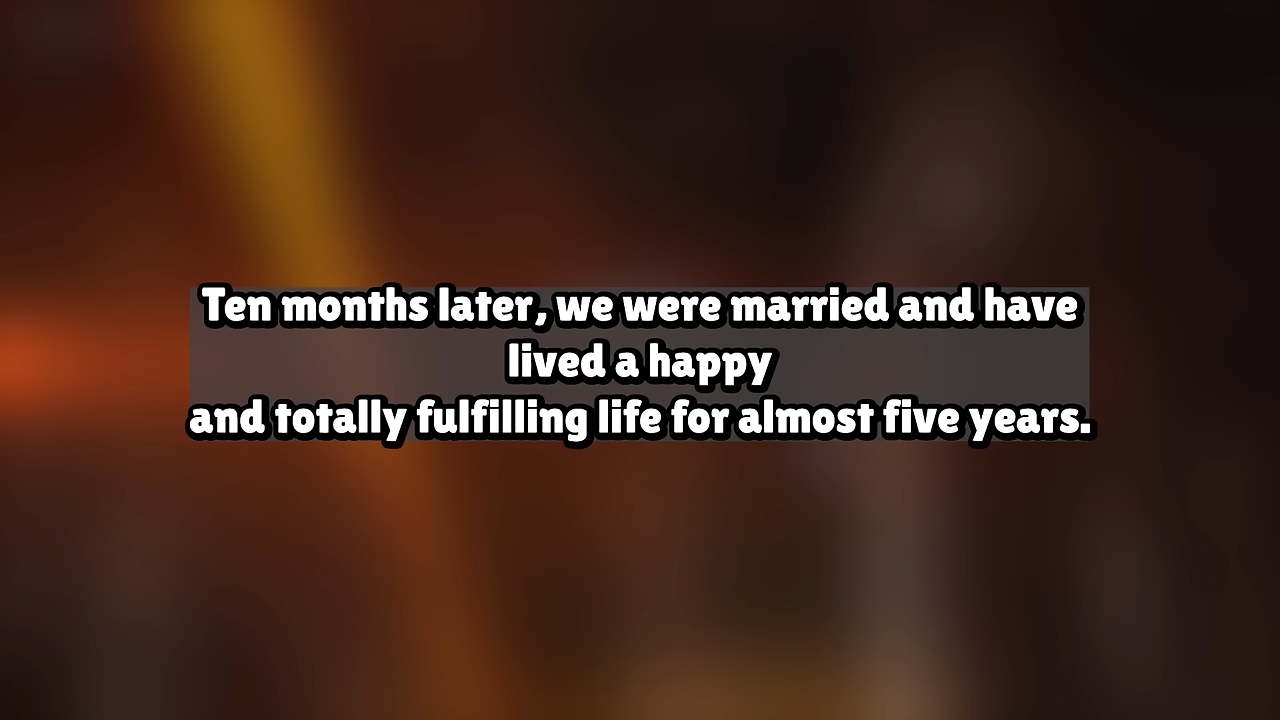 Ten months later, we were married and have
lived a happy
and totally fulfilling life for almost five years.